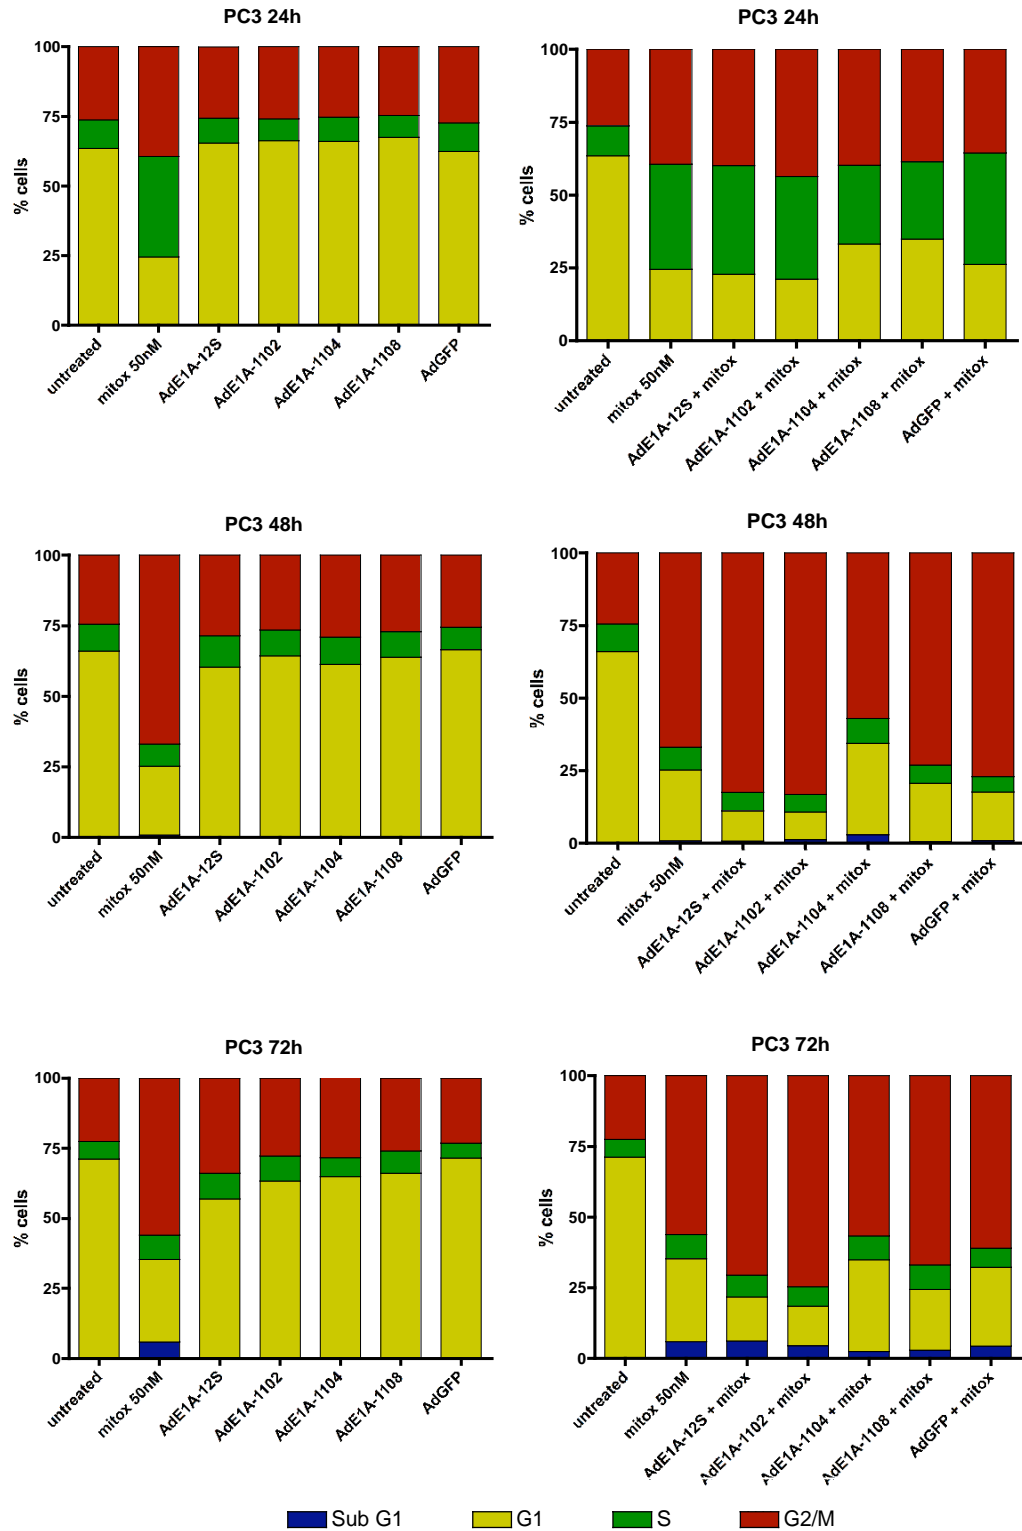 PC3 24h
100
75
50
25
0
% cells
untreated
mitox 50nM
AdE1A-12S
AdE1A-1102
AdE1A-1104
AdE1A-1108
AdGFP
PC3 24h
100
75
50
25
0
% cells
untreated
mitox 50nM
AdE1A-12S + mitox
AdE1A-1102 + mitox
AdE1A-1104 + mitox
AdE1A-1108 + mitox
AdGFP + mitox
PC3 48h
100
75
50
25
0
% cells
untreated
mitox 50nM
AdE1A-12S
AdE1A-1102
AdE1A-1104
AdE1A-1108
AdGFP
PC3 48h
100
75
50
25
0
% cells
untreated
mitox 50nM
AdE1A-12S + mitox
AdE1A-1102 + mitox
AdE1A-1104 + mitox
AdE1A-1108 + mitox
AdGFP + mitox
PC3 72h
100
75
50
25
0
% cells
untreated
mitox 50nM
AdE1A-12S
AdE1A-1102
AdE1A-1104
AdE1A-1108
AdGFP
PC3 72h
100
75
50
25
0
% cells
untreated
mitox 50nM
AdE1A-12S + mitox
AdE1A-1102 + mitox
AdE1A-1104 + mitox
AdE1A-1108 + mitox
AdGFP + mitox
Sub G1
G1
S
G2/M